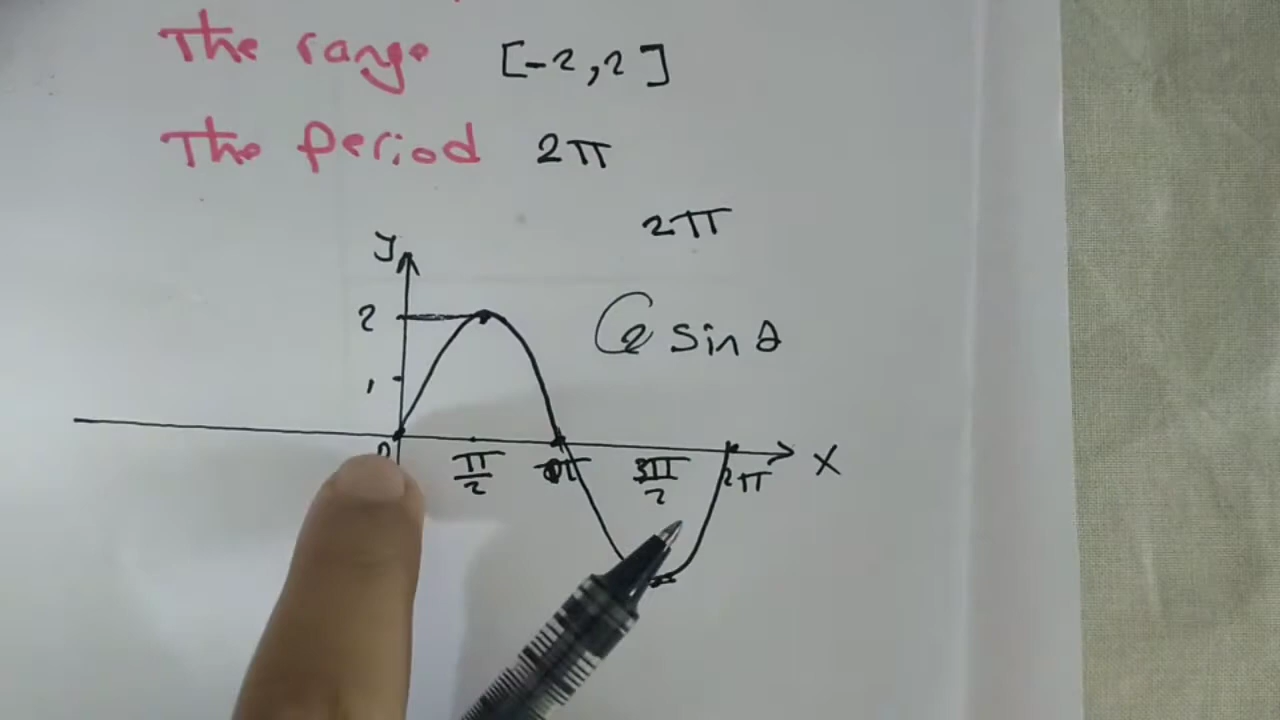 The range [-2,2]
The period 2π
2π
y
2
1
2 sin θ
0
π/2 π 3π/2 2π x